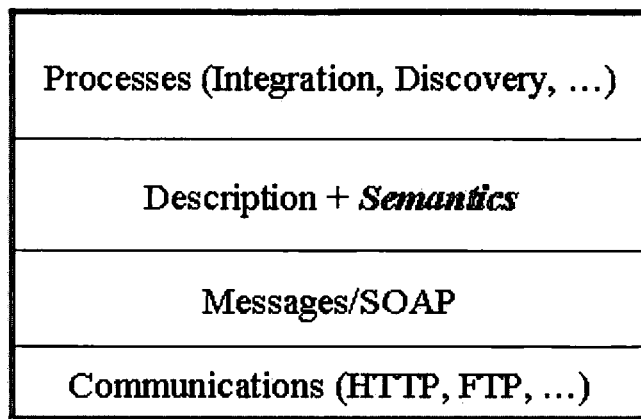 Processes (Integration, Discovery, ...)
Description + Semantics
Messages/SOAP
Communications (HTTP, FTP, ...)